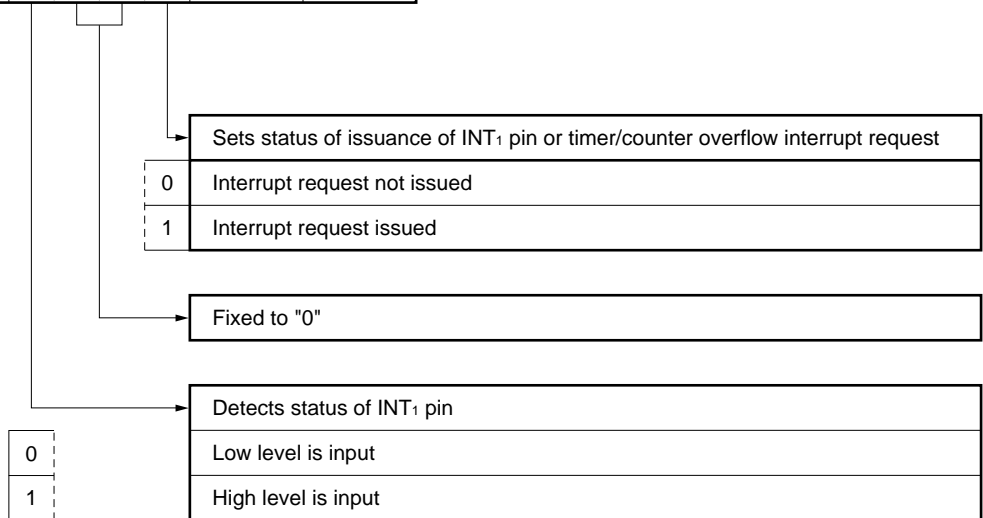 Sets status of issuance of INT₁ pin or timer/counter overflow interrupt request
0 Interrupt request not issued
1 Interrupt request issued
Fixed to "0"
Detects status of INT₁ pin
0 Low level is input
1 High level is input